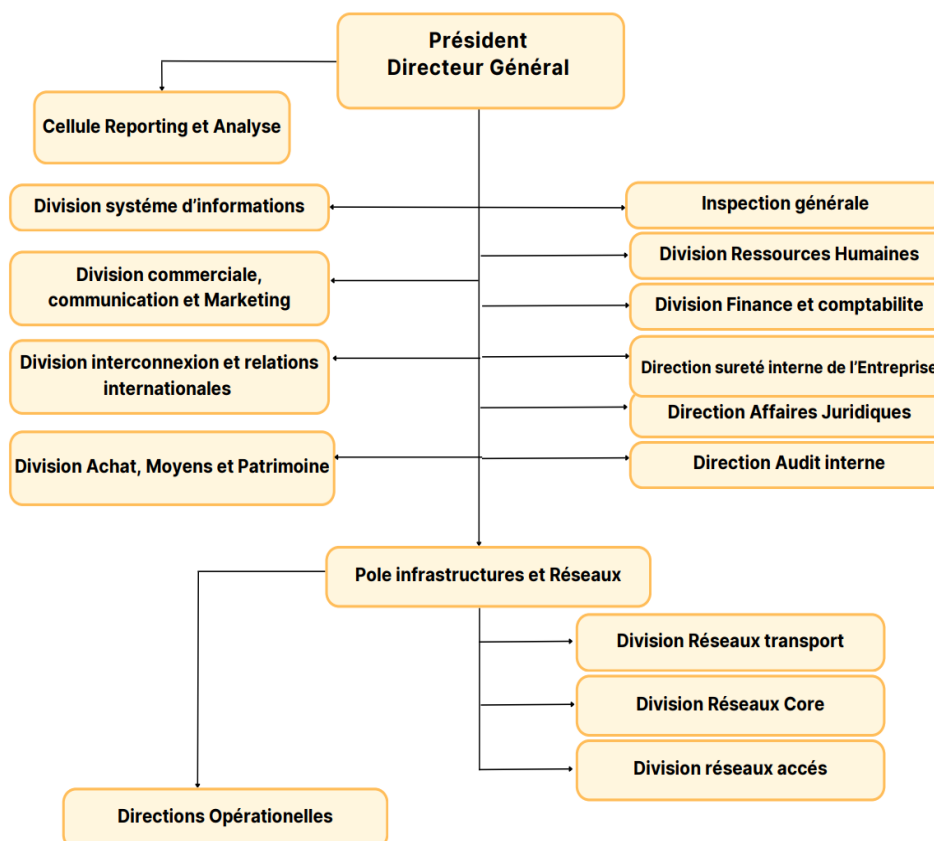 Président
Directeur Général
Cellule Reporting et Analyse
Division systéme d’informations
Inspection générale
Division Ressources Humaines
Division commerciale,
communication et Marketing
Division Finance et comptabilite
Division interconnexion et relations
internationales
Direction sureté interne de l’Entreprise
Direction Affaires Juridiques
Division Achat, Moyens et Patrimoine
Direction Audit interne
Pole infrastructures et Réseaux
Division Réseaux transport
Division Réseaux Core
Division réseaux accés
Directions Opérationelles